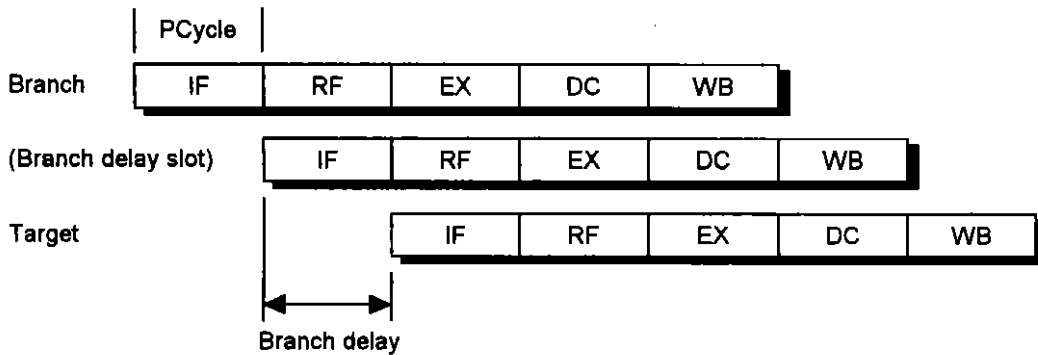 PCycle
Branch IF RF EX DC WB
(Branch delay slot) IF RF EX DC WB
Target IF RF EX DC WB
Branch delay